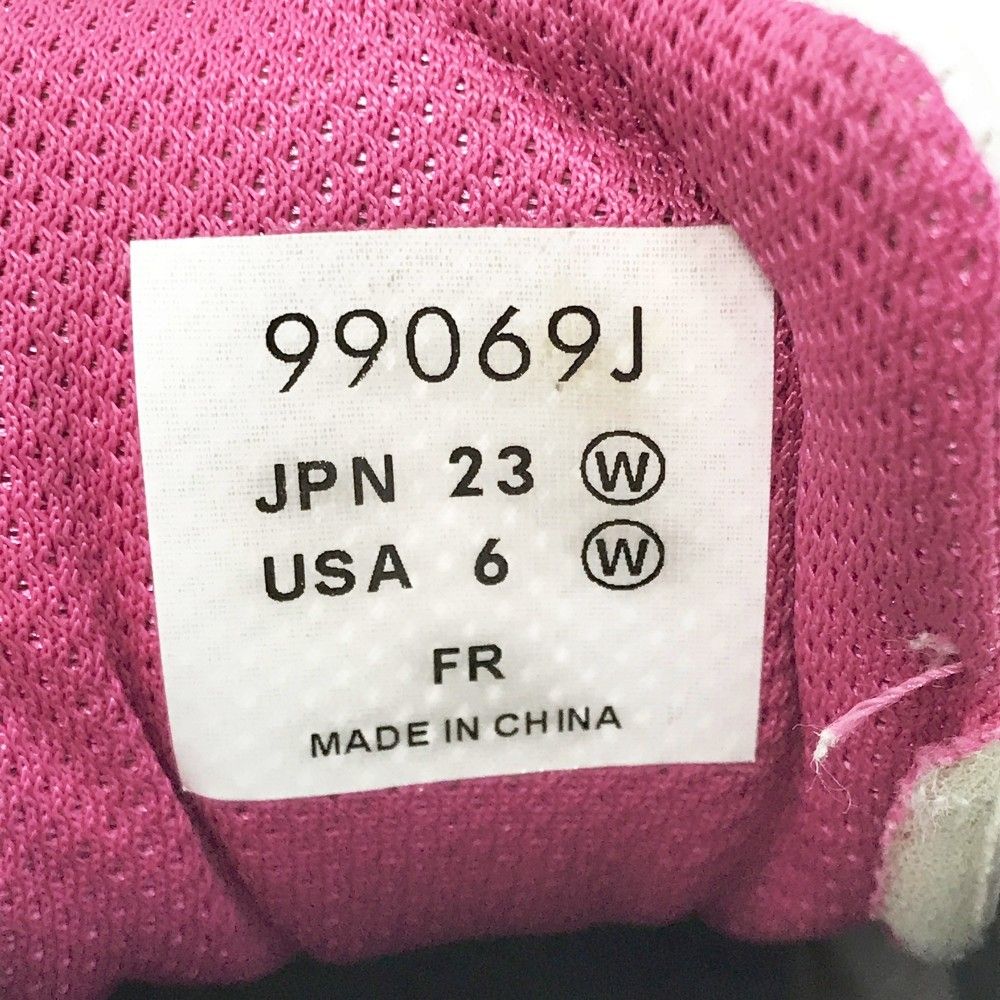 99069J
JPN 23 Ⓦ
USA 6 Ⓦ
FR
MADE IN CHINA